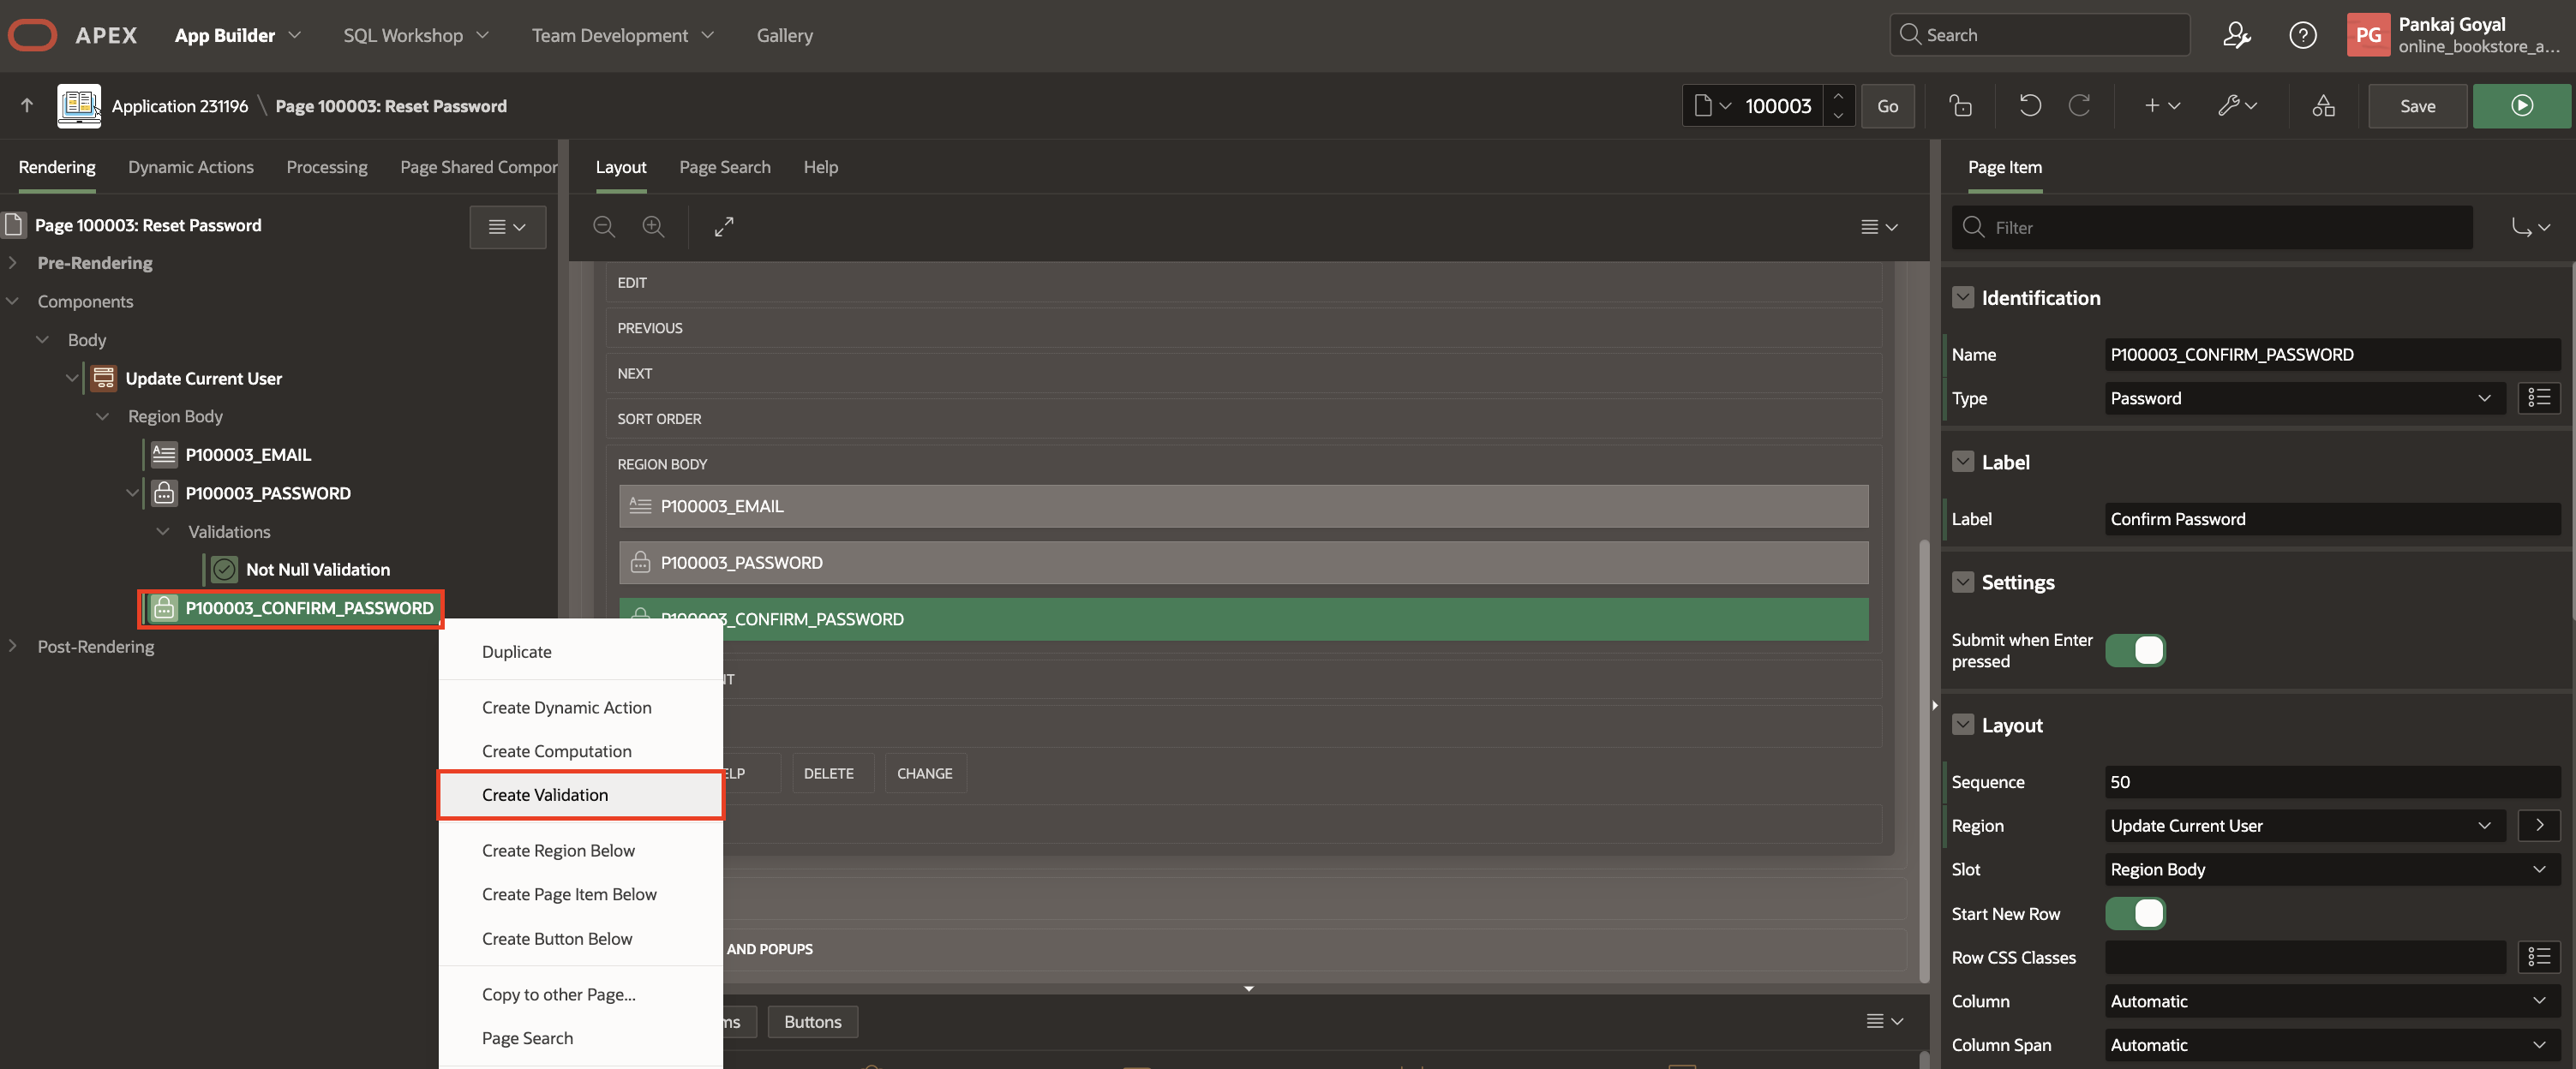 APEX App Builder SQL Workshop Team Development Gallery Search PG Pankaj Goyal
online_bookstore_a...
Application 231196 \ Page 100003: Reset Password 100003 Go Save
Rendering Dynamic Actions Processing Page Shared Compon
Page 100003: Reset Password
Pre-Rendering
Components
Body
Update Current User
Region Body
P100003_EMAIL
P100003_PASSWORD
Validations
Not Null Validation
P100003_CONFIRM_PASSWORD
Post-Rendering
Duplicate
Create Dynamic Action
Create Computation
Create Validation
Create Region Below
Create Page Item Below
Create Button Below
Copy to other Page...
Page Search
Layout Page Search Help
EDIT
PREVIOUS
NEXT
SORT ORDER
REGION BODY
P100003_EMAIL
P100003_PASSWORD
_CONFIRM_PASSWORD
NT
ELP DELETE CHANGE
AND POPUPS
ms Buttons
Page Item
Filter
Identification
Name P100003_CONFIRM_PASSWORD
Type Password
Label
Label Confirm Password
Settings
Submit when Enter
pressed
Layout
Sequence 50
Region Update Current User
Slot Region Body
Start New Row
Row CSS Classes
Column Automatic
Column Span Automatic